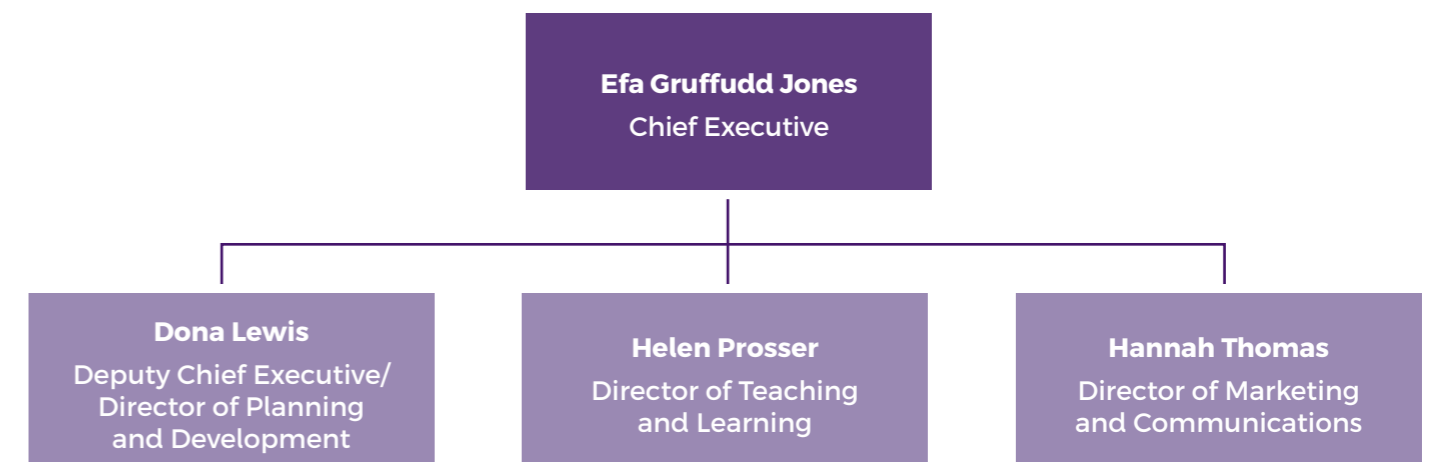 Efa Gruffudd Jones
Chief Executive
Dona Lewis
Deputy Chief Executive/
Director of Planning
and Development
Helen Prosser
Director of Teaching
and Learning
Hannah Thomas
Director of Marketing
and Communications